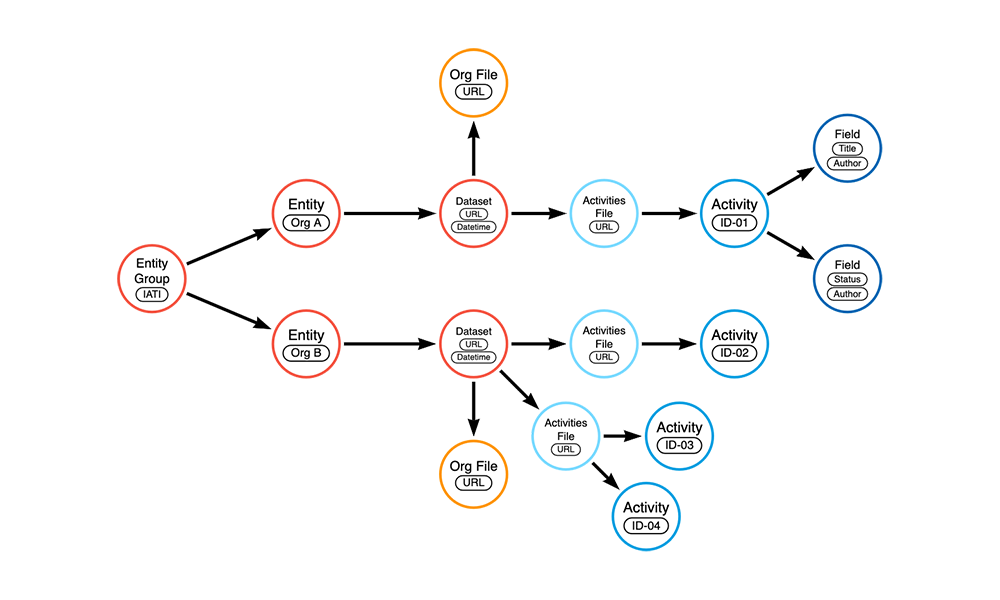 Org File
URL
Field
Title
Author
Entity
Org A
Dataset
URL
Datetime
Activities
File
URL
Activity
ID-01
Entity
Group
IATI
Field
Status
Author
Entity
Org B
Dataset
URL
Datetime
Activities
File
URL
Activity
ID-02
Activities
File
URL
Activity
ID-03
Org File
URL
Activity
ID-04